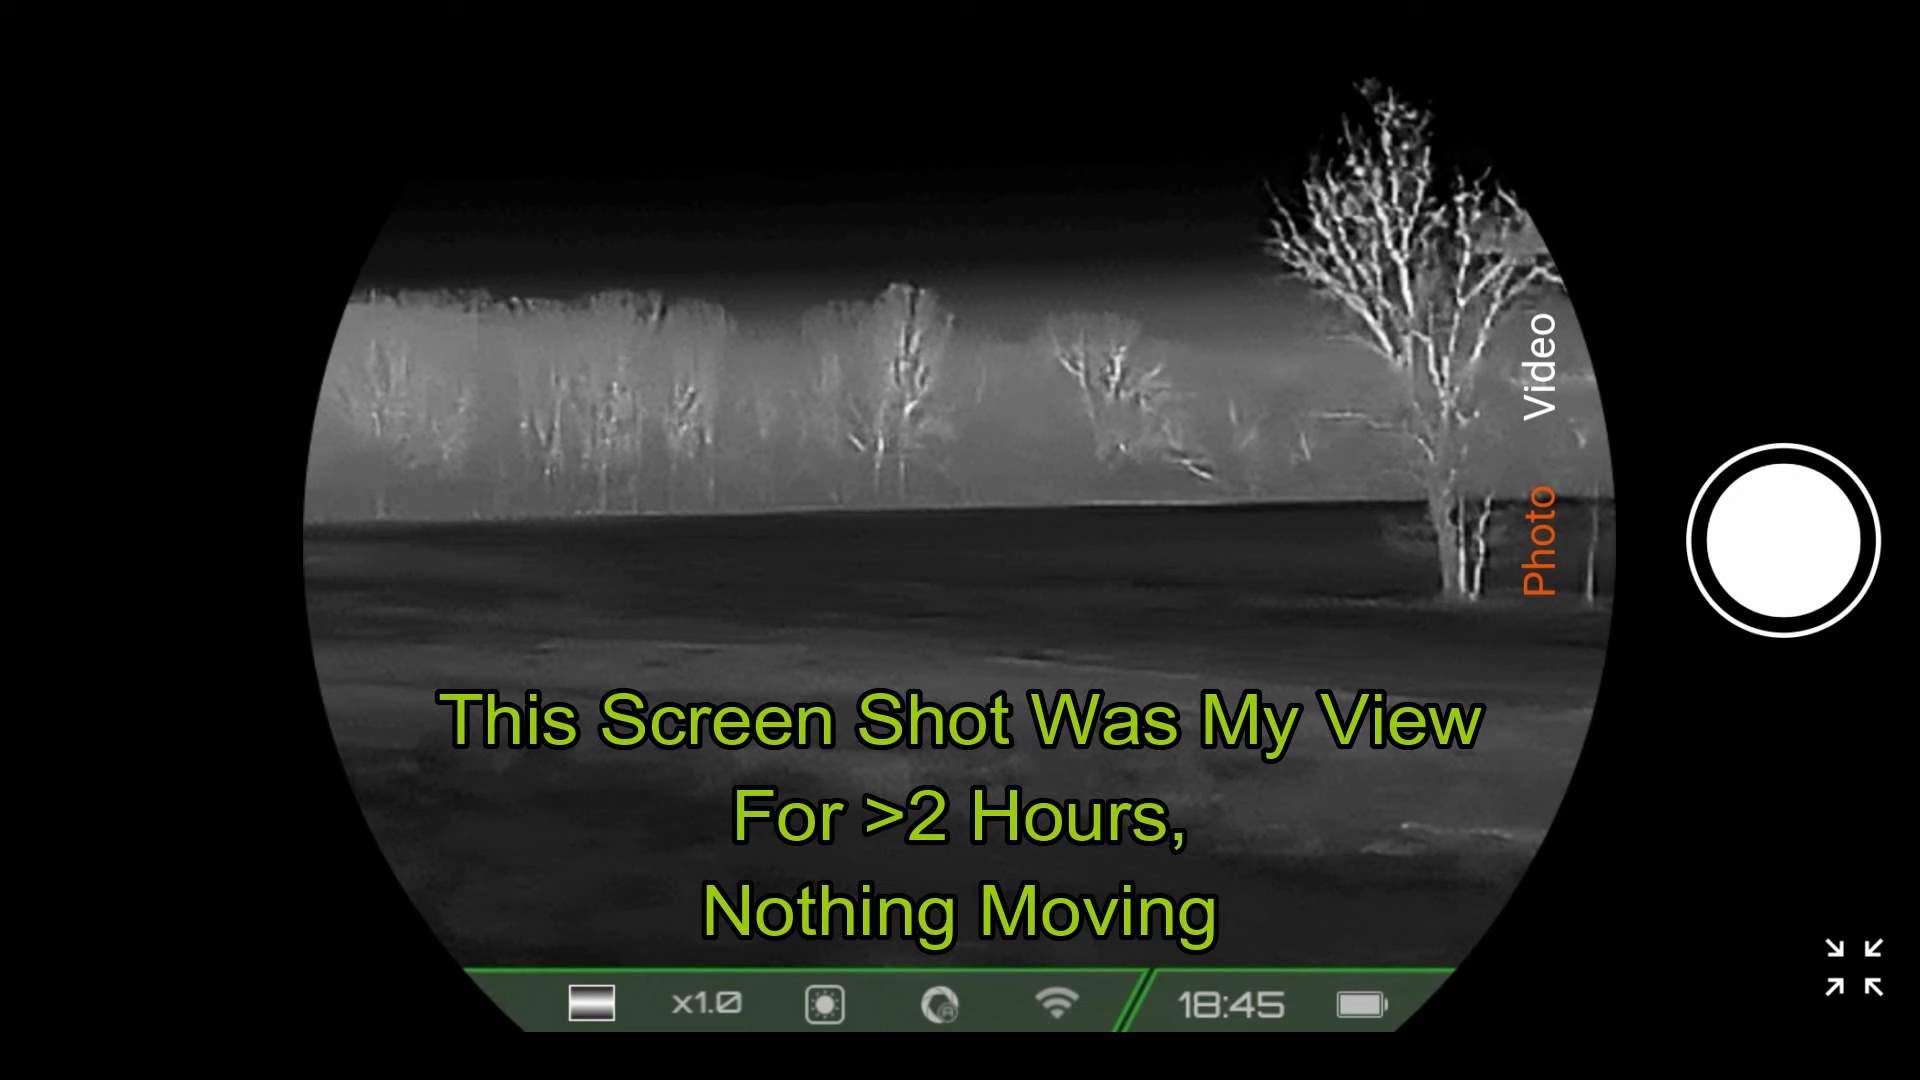 Video
Photo
This Screen Shot Was My View
For >2 Hours,
Nothing Moving
x1.0
18:45